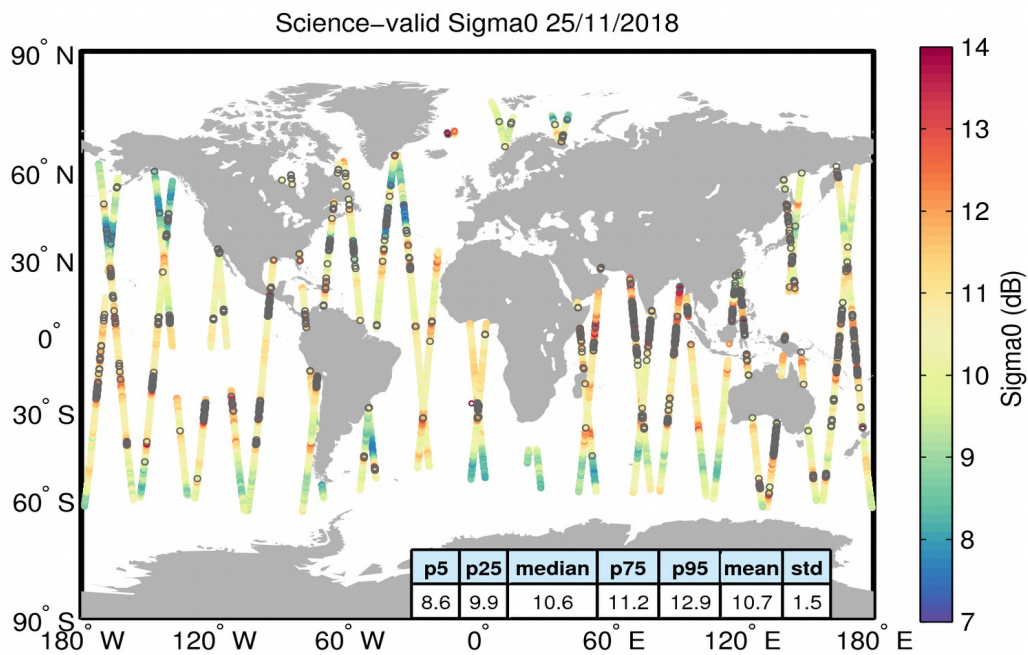 Science−valid Sigma0 25/11/2018
90° N
60° N
30° N
0°
30° S
60° S
90° S
180° W 120° W 60° W 0° 60° E 120° E 180° E
p5 p25 median p75 p95 mean std
8.6 9.9 10.6 11.2 12.9 10.7 1.5
14
13
12
11
10
9
8
7
Sigma0 (dB)